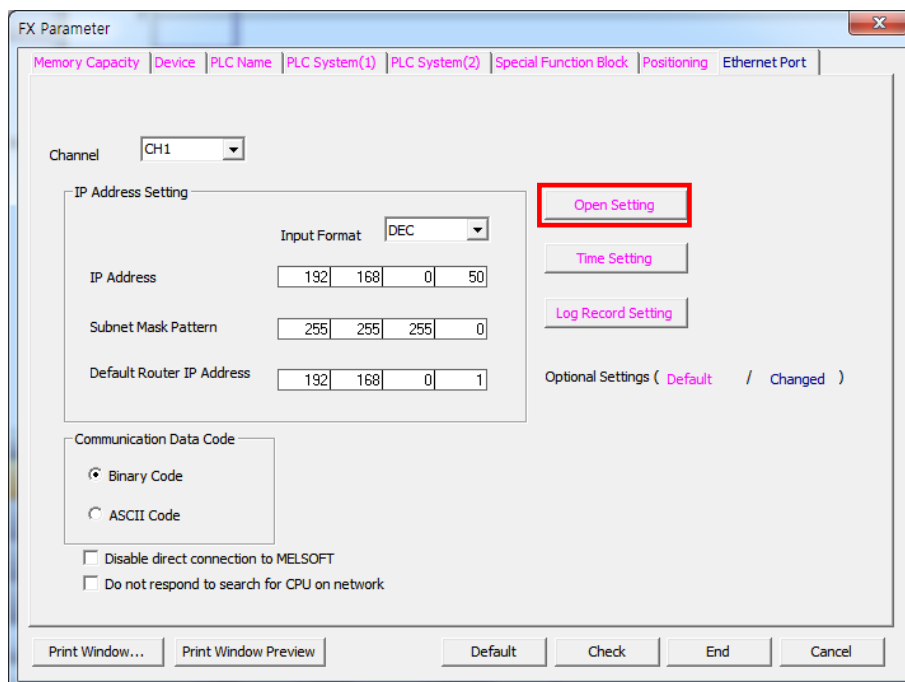 FX Parameter
Memory Capacity Device PLC Name PLC System(1) PLC System(2) Special Function Block Positioning Ethernet Port
Channel CH1
IP Address Setting
Open Setting
Input Format DEC
Time Setting
IP Address 192 168 0 50
Log Record Setting
Subnet Mask Pattern 255 255 255 0
Default Router IP Address 192 168 0 1
Optional Settings ( Default / Changed )
Communication Data Code
Binary Code
ASCII Code
Disable direct connection to MELSOFT
Do not respond to search for CPU on network
Print Window... Print Window Preview Default Check End Cancel